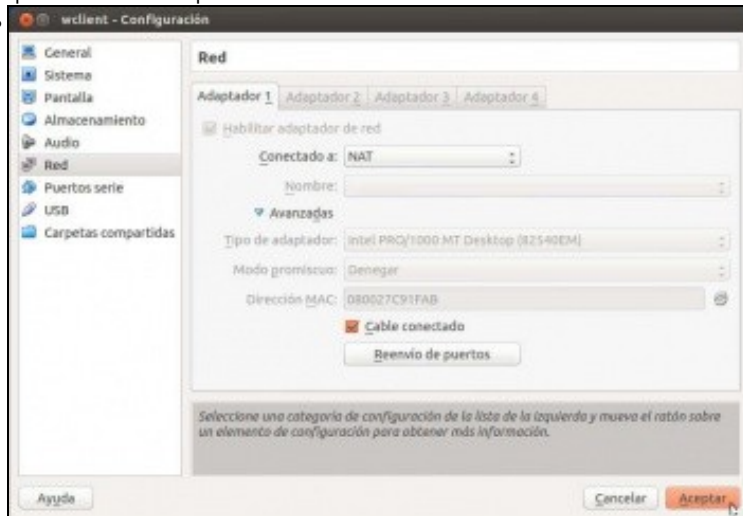 wclient - Configuración
General
Sistema
Pantalla
Almacenamiento
Audio
Red
Puertos serie
USB
Carpetas compartidas
Red
Adaptador 1 Adaptador 2 Adaptador 3 Adaptador 4
Habilitar adaptador de red
Conectado a: NAT
Nombre:
Avanzadas
Tipo de adaptador: Intel PRO/1000 MT Desktop (82540EM)
Modo promiscuo: Denegar
Dirección MAC: 080027C91FAB
Cable conectado
Reenvío de puertos
Seleccione una categoría de configuración de la lista de la izquierda y mueva el ratón sobre
un elemento de configuración para obtener más información.
Ayuda Cancelar Aceptar